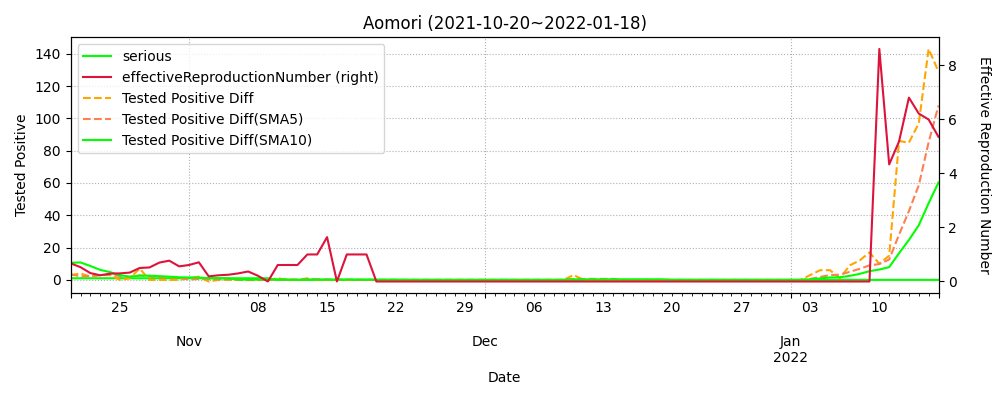 Aomori (2021-10-20~2022-01-18)
serious
effectiveReproductionNumber (right)
Tested Positive Diff
Tested Positive Diff(SMA5)
Tested Positive Diff(SMA10)
Tested Positive
140
120
100
80
60
40
20
0
8
6
4
2
0
Effective Reproduction Number
25 08 15 22 29 06 13 20 27 03 10
Nov Dec Jan
2022
Date